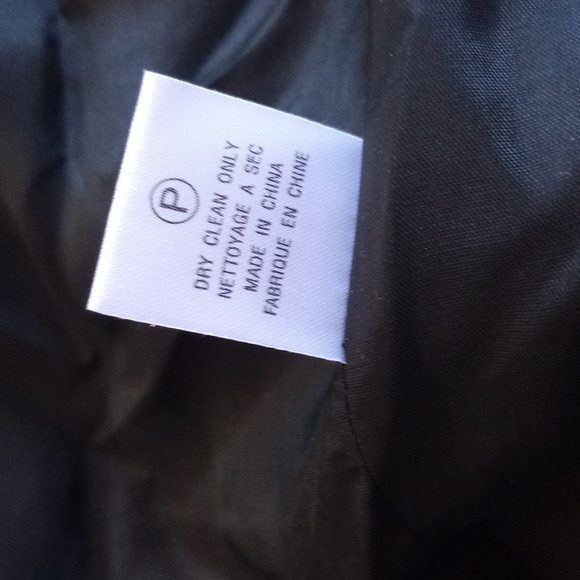 P
DRY CLEAN ONLY
NETTOYAGE A SEC
MADE IN CHINA
FABRIQUE EN CHINE